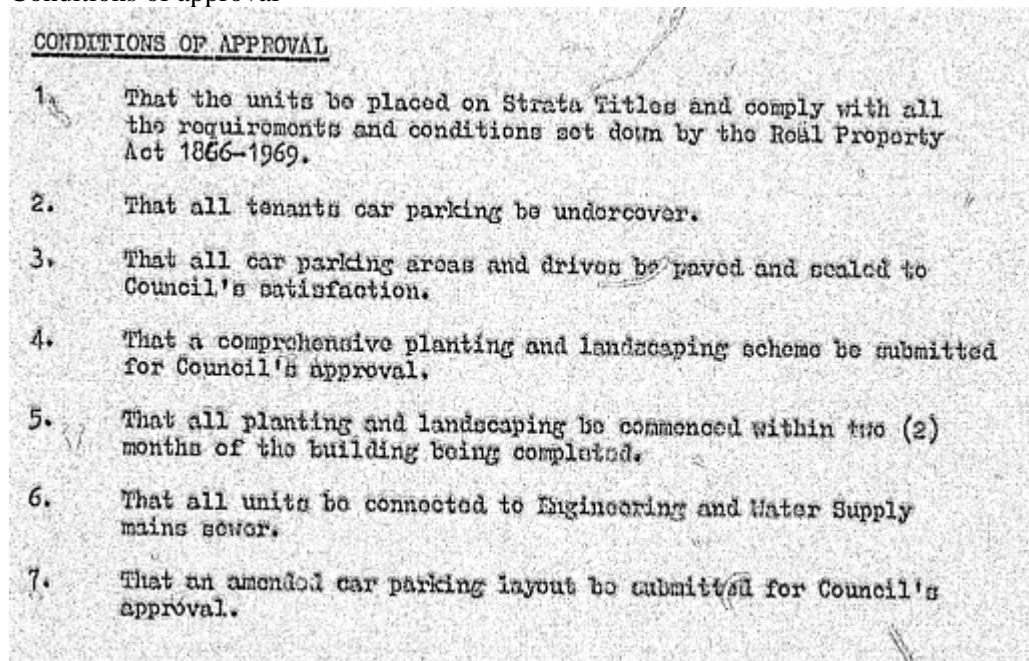 Conditions of approval
CONDITIONS OF APPROVAL
1. That the units be placed on Strata Titles and comply with all
the requirements and conditions set down by the Real Property
Act 1866-1969.
2. That all tenants car parking be undercover.
3. That all car parking areas and drives be paved and sealed to
Council's satisfaction.
4. That a comprehensive planting and landscaping scheme be submitted
for Council's approval.
5. That all planting and landscaping be commenced within two (2)
months of the building being completed.
6. That all units be connected to Engineering and Water Supply
mains sewer.
7. That an amended car parking layout be submitted for Council's
approval.